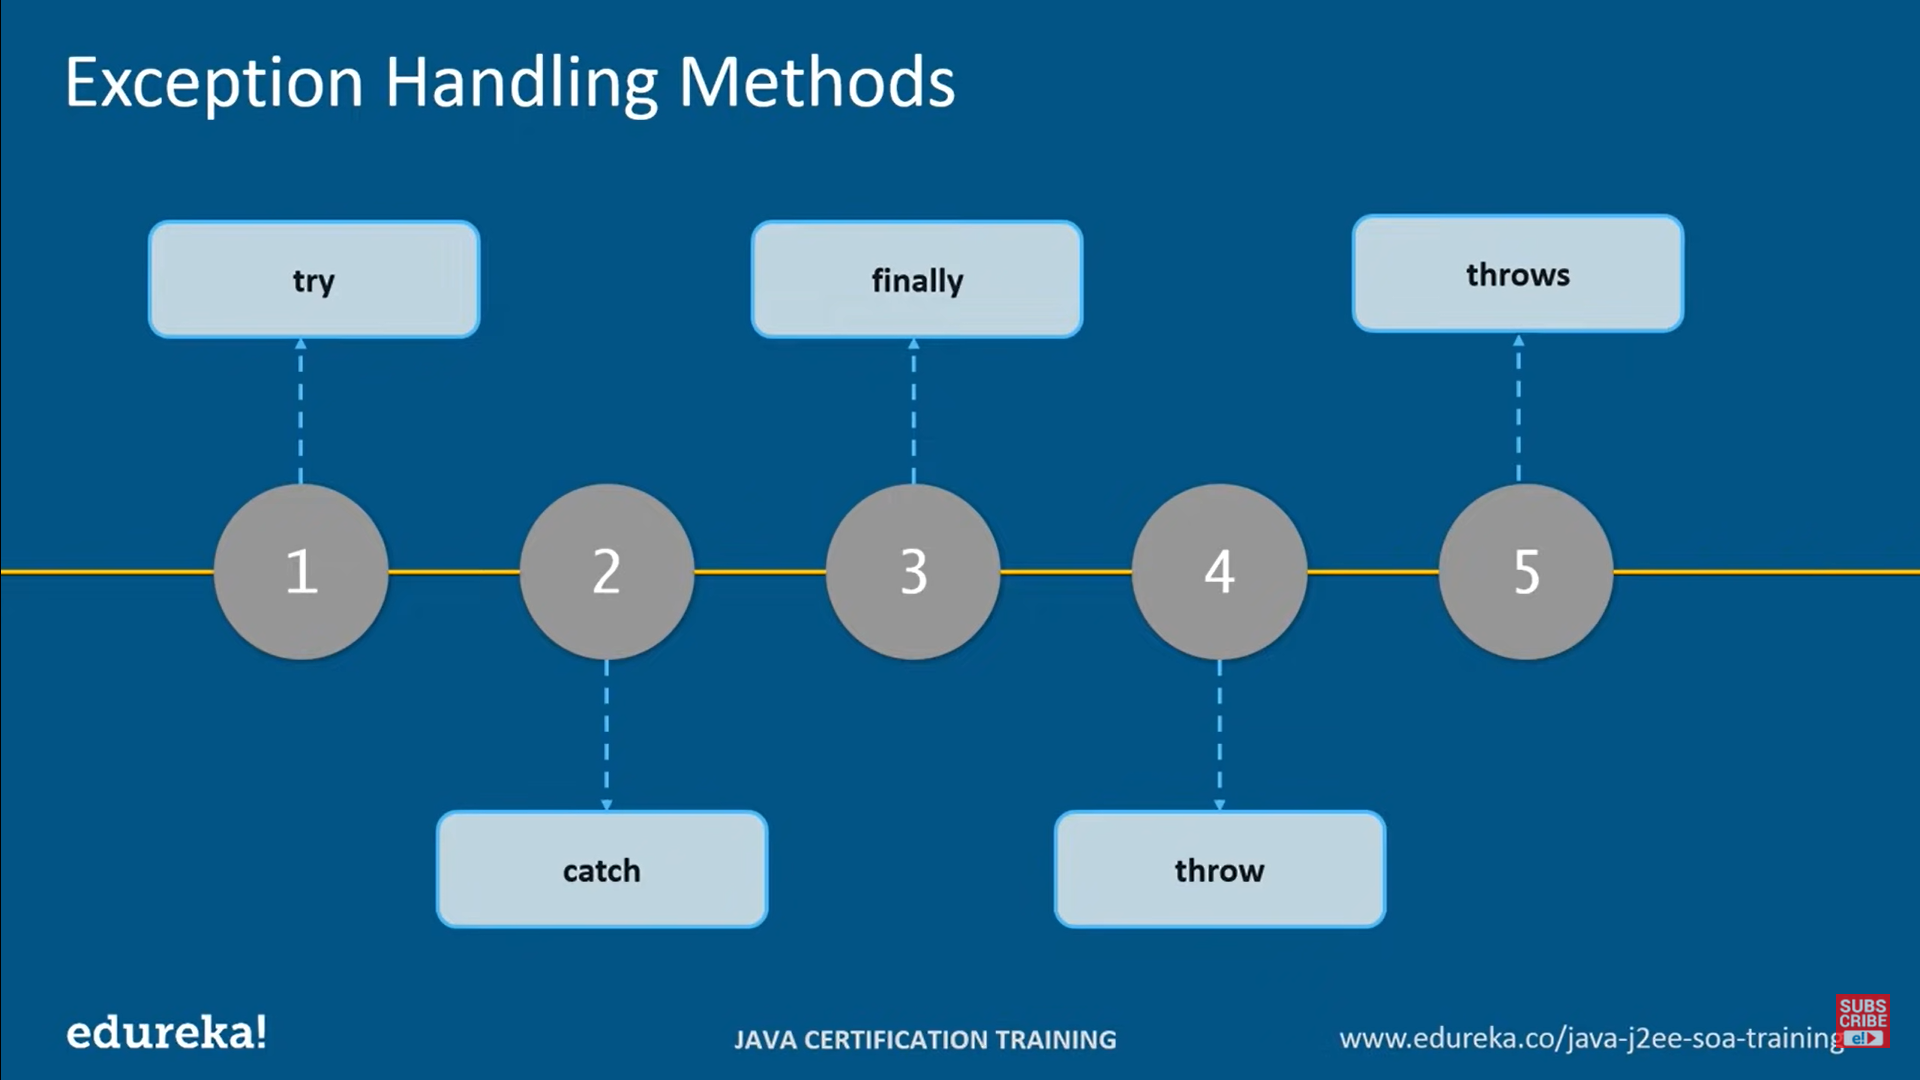 Exception Handling Methods
try
finally
throws
1
2
3
4
5
catch
throw
edureka!
JAVA CERTIFICATION TRAINING
www.edureka.co/java-j2ee-soa-training
SUBS
CRIBE
e!